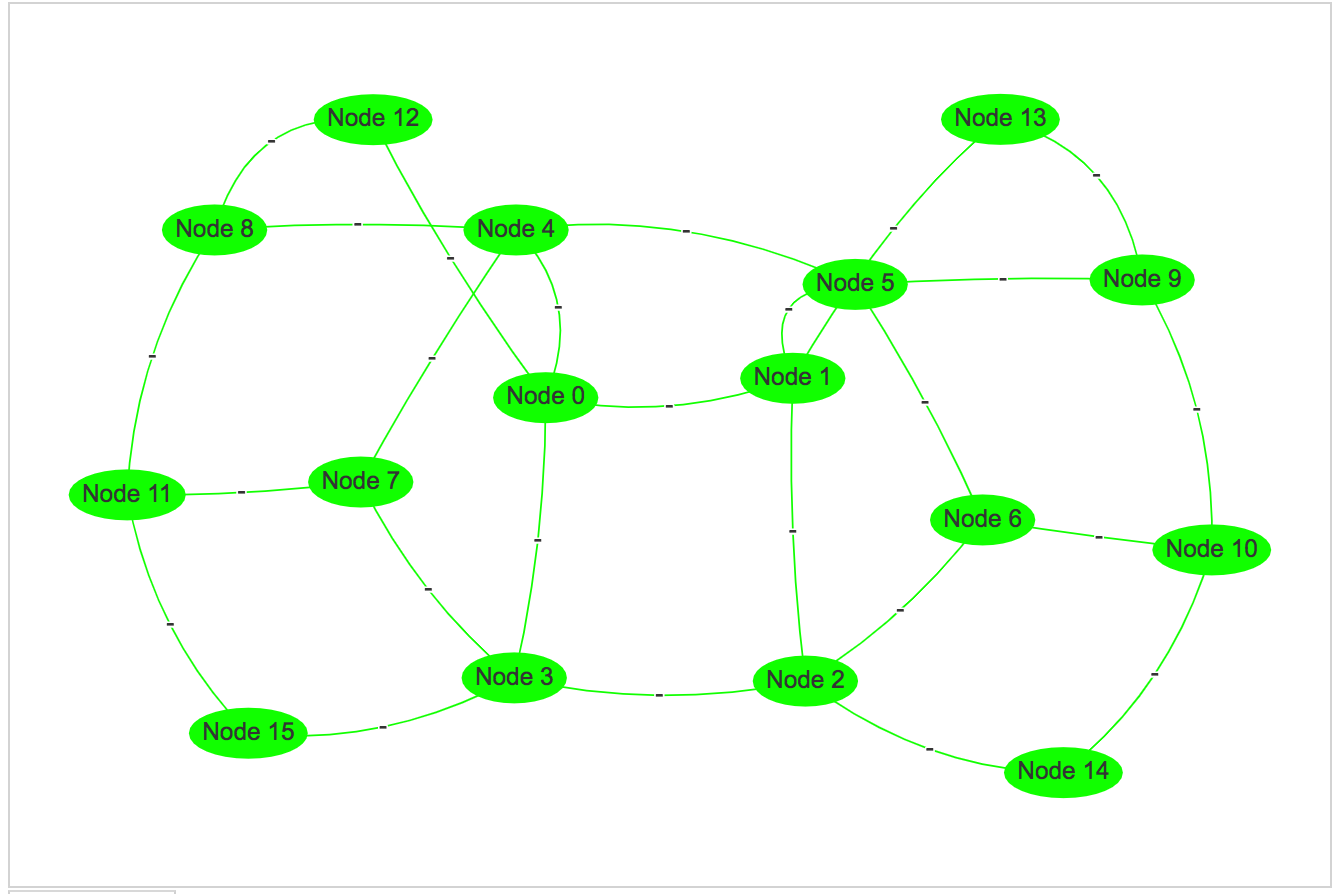 Node 12
Node 13
-
-
Node 8
-
Node 4
-
-
Node 5
-
-
Node 9
-
-
-
Node 1
-
-
Node 0
-
-
-
Node 7
Node 11
-
Node 6
-
-
-
Node 10
-
-
-
Node 3
Node 2
-
-
-
Node 15
-
Node 14